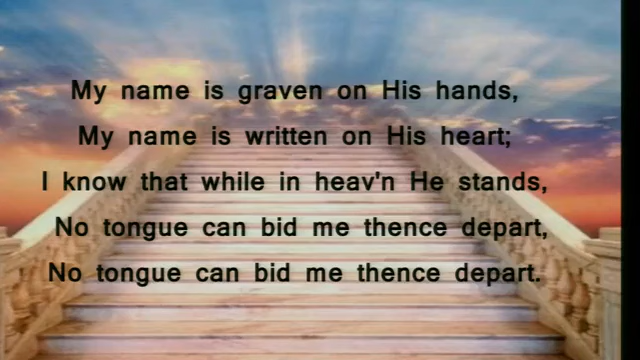 My name is graven on His hands,
My name is written on His heart;
I know that while in heav'n He stands,
No tongue can bid me thence depart,
No tongue can bid me thence depart.